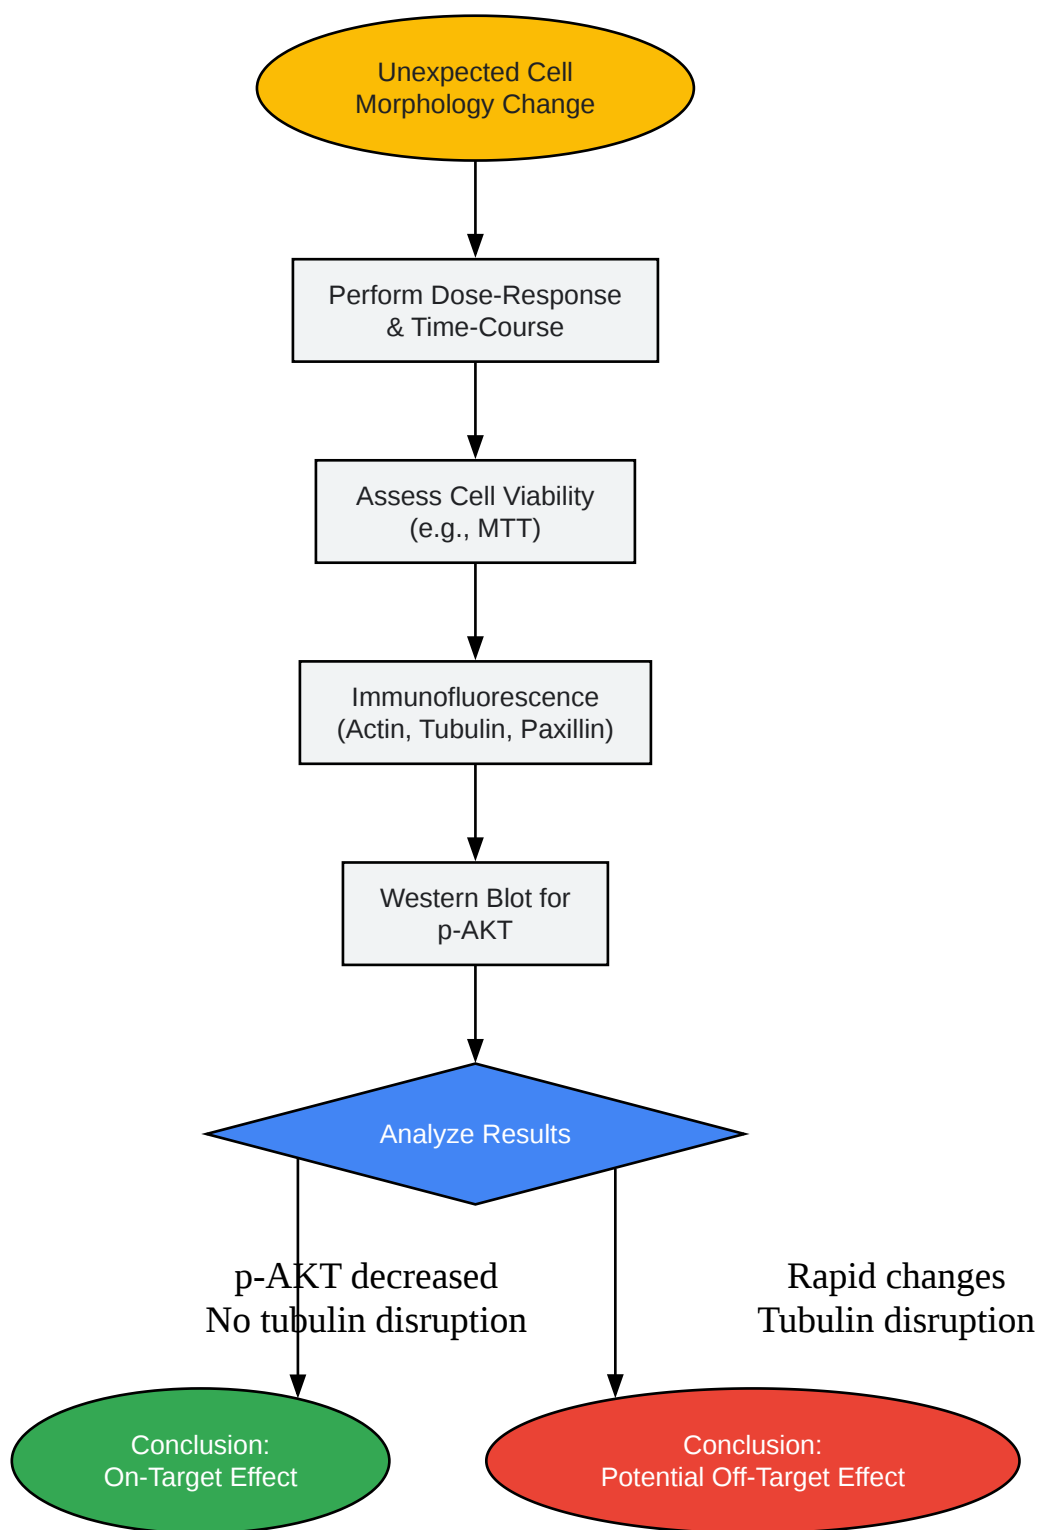 Unexpected Cell
Morphology Change
Perform Dose-Response
& Time-Course
Assess Cell Viability
(e.g., MTT)
Immunofluorescence
(Actin, Tubulin, Paxillin)
Western Blot for
p-AKT
Analyze Results
p-AKT decreased
No tubulin disruption
Rapid changes
Tubulin disruption
Conclusion:
On-Target Effect
Conclusion:
Potential Off-Target Effect